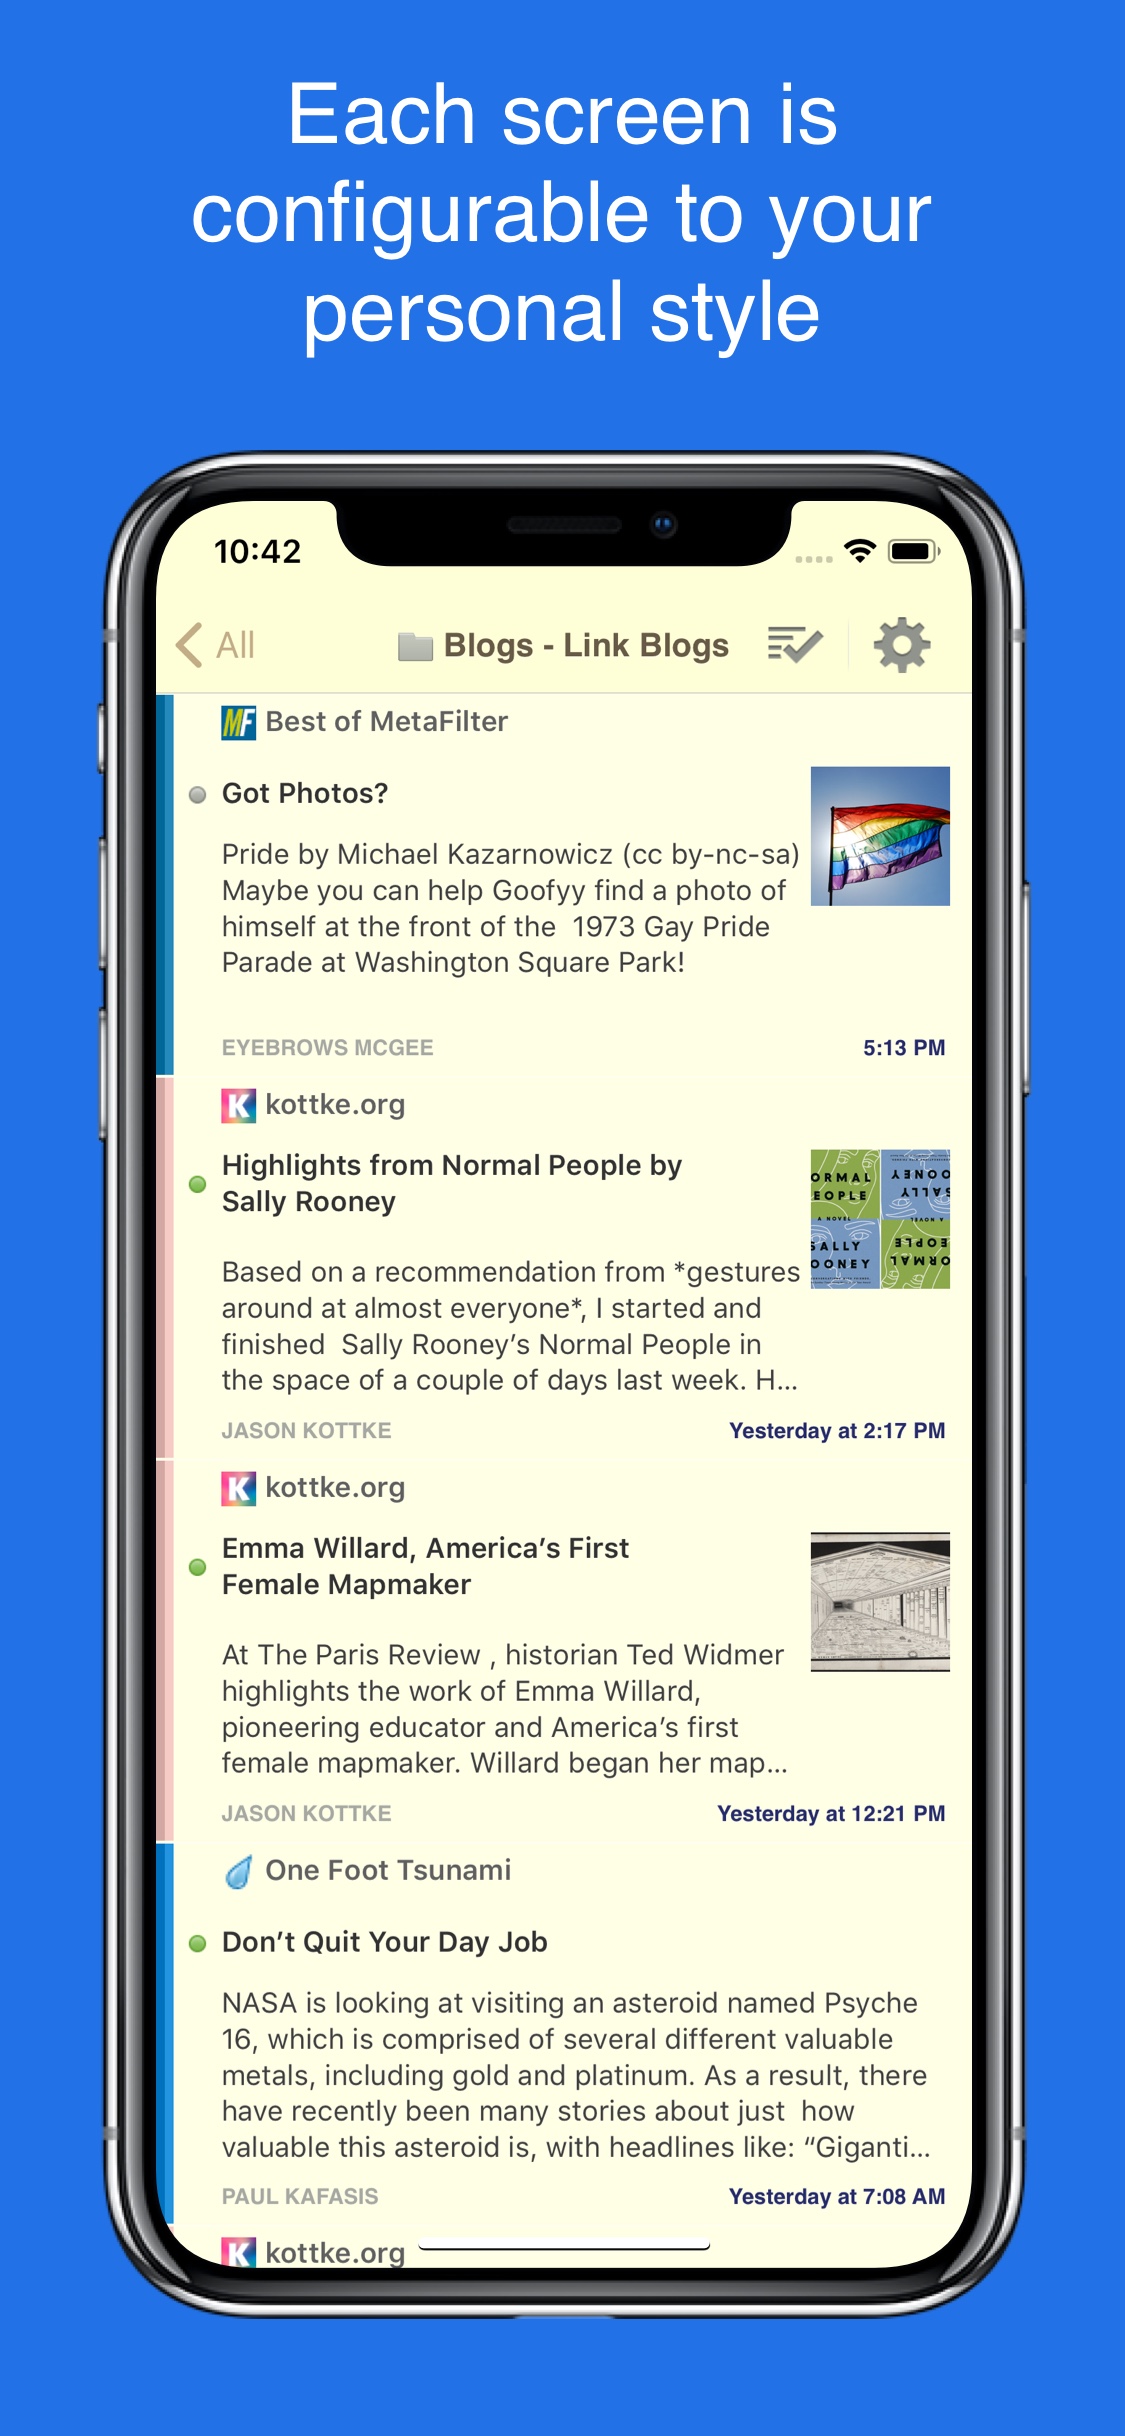 Each screen is
configurable to your
personal style
10:42
All
Blogs - Link Blogs
MF Best of MetaFilter
Got Photos?
Pride by Michael Kazarnowicz (cc by-nc-sa)
Maybe you can help Goofyy find a photo of
himself at the front of the  1973 Gay Pride
Parade at Washington Square Park!
EYEBROWS MCGEE
5:13 PM
K kottke.org
Highlights from Normal People by
Sally Rooney
ORMAL
EOPLE
A NOVEL
SALLY
OONEY
Based on a recommendation from *gestures
around at almost everyone*, I started and
finished  Sally Rooney’s Normal People in
the space of a couple of days last week. H...
JASON KOTTKE
Yesterday at 2:17 PM
K kottke.org
Emma Willard, America’s First
Female Mapmaker
At The Paris Review , historian Ted Widmer
highlights the work of Emma Willard,
pioneering educator and America’s first
female mapmaker. Willard began her map...
JASON KOTTKE
Yesterday at 12:21 PM
One Foot Tsunami
Don’t Quit Your Day Job
NASA is looking at visiting an asteroid named Psyche
16, which is comprised of several different valuable
metals, including gold and platinum. As a result, there
have recently been many stories about just  how
valuable this asteroid is, with headlines like: “Giganti...
PAUL KAFASIS
Yesterday at 7:08 AM
K kottke.org